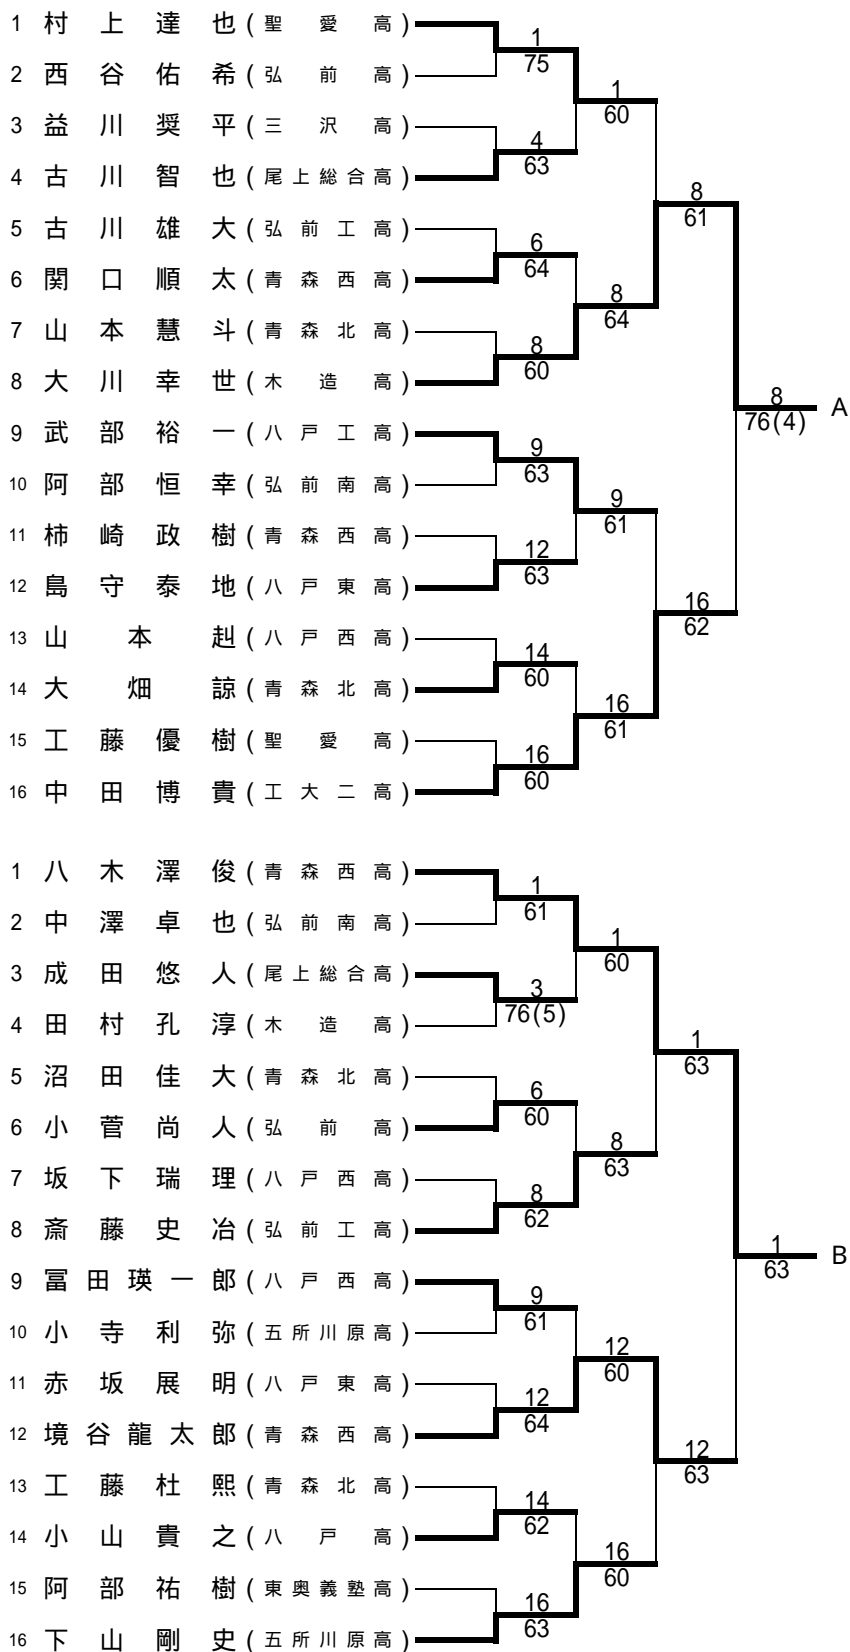 1 村上達也(聖愛高)
1
75
2 西谷佑希(弘前高)
1
60
3 益川奨平(三沢高)
4
63
4 古川智也(尾上総合高)
8
61
5 古川雄大(弘前工高)
6
64
6 関口順太(青森西高)
8
64
7 山本慧斗(青森北高)
8
60
8 大川幸世(木造高)
8
76(4)
A
9 武部裕一(八戸工高)
9
63
10 阿部恒幸(弘前南高)
9
61
11 柿崎政樹(青森西高)
12
63
12 島守泰地(八戸東高)
16
62
13 山本赳(八戸西高)
14
60
14 大畑諒(青森北高)
16
61
15 工藤優樹(聖愛高)
16
60
16 中田博貴(工大二高)
1 八木澤俊(青森西高)
1
61
2 中澤卓也(弘前南高)
1
60
3 成田悠人(尾上総合高)
3
76(5)
4 田村孔淳(木造高)
1
63
5 沼田佳大(青森北高)
6
60
6 小菅尚人(弘前高)
8
63
7 坂下瑞理(八戸西高)
8
62
8 斎藤史冶(弘前工高)
1
63
B
9 冨田瑛一郎(八戸西高)
9
61
10 小寺利弥(五所川原高)
12
60
11 赤坂展明(八戸東高)
12
64
12 境谷龍太郎(青森西高)
12
63
13 工藤杜熙(青森北高)
14
62
14 小山貴之(八戸高)
16
60
15 阿部祐樹(東奥義塾高)
16
63
16 下山剛史(五所川原高)